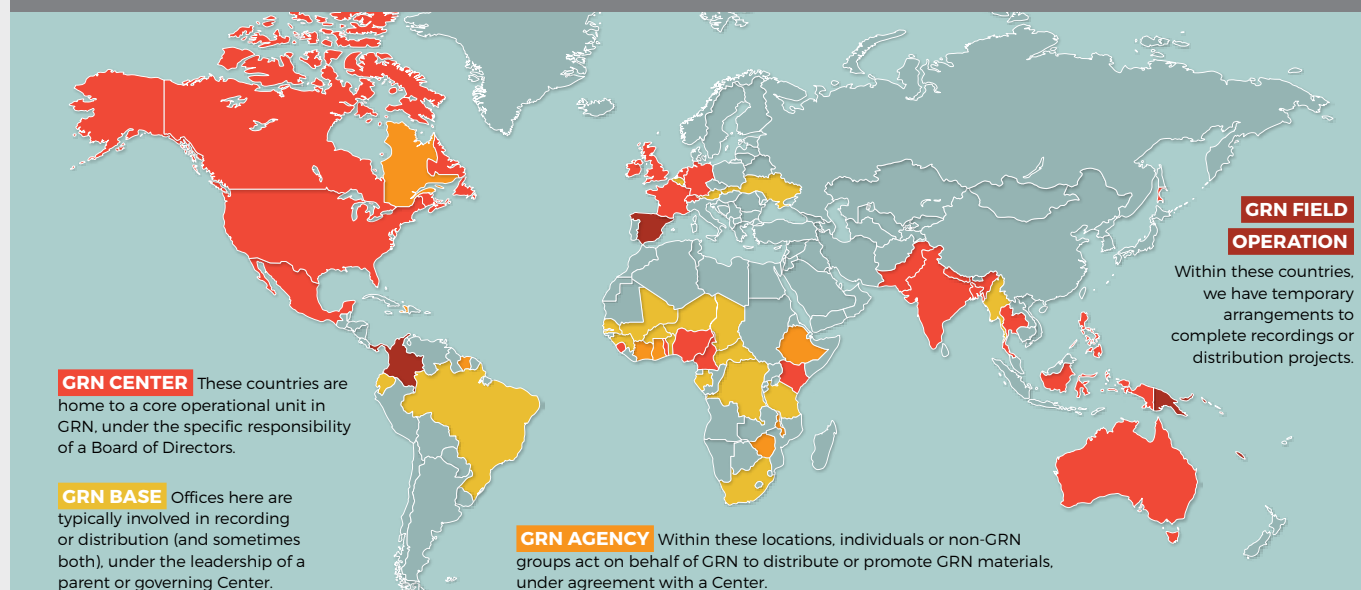 GRN FIELD
OPERATION
Within these countries,
we have temporary
arrangements to
complete recordings or
distribution projects.
GRN CENTER These countries are
home to a core operational unit in
GRN, under the specific responsibility
of a Board of Directors.
GRN BASE Offices here are
typically involved in recording
or distribution (and sometimes
both), under the leadership of a
parent or governing Center.
GRN AGENCY Within these locations, individuals or non-GRN
groups act on behalf of GRN to distribute or promote GRN materials,
under agreement with a Center.